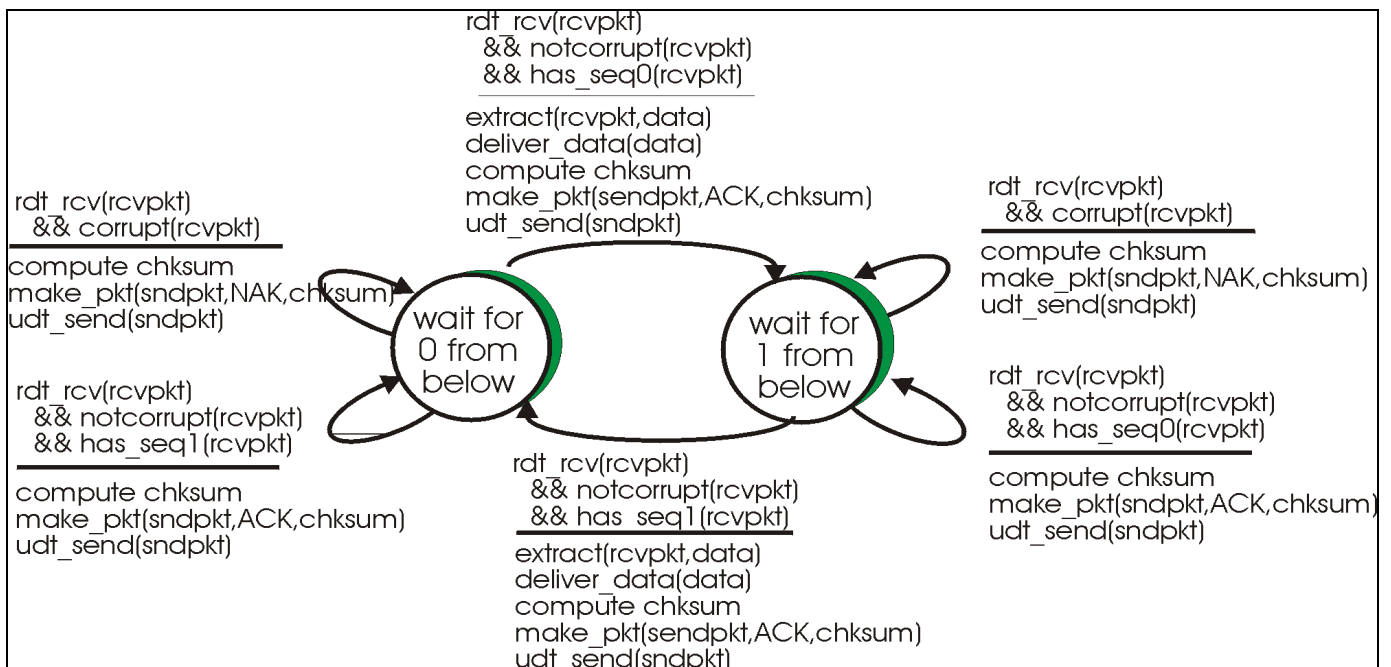 rdt_rcv(rcvpkt)
&& notcorrupt(rcvpkt)
&& has_seq0(rcvpkt)
extract(rcvpkt,data)
deliver_data(data)
compute chksum
make_pkt(sendpkt,ACK,chksum)
udt_send(sndpkt)
rdt_rcv(rcvpkt)
&& corrupt(rcvpkt)
compute chksum
make_pkt(sndpkt,NAK,chksum)
udt_send(sndpkt)
rdt_rcv(rcvpkt)
&& notcorrupt(rcvpkt)
&& has_seq1(rcvpkt)
compute chksum
make_pkt(sndpkt,ACK,chksum)
udt_send(sndpkt)
wait for
0 from
below
wait for
1 from
below
rdt_rcv(rcvpkt)
&& corrupt(rcvpkt)
compute chksum
make_pkt(sndpkt,NAK,chksum)
udt_send(sndpkt)
rdt_rcv(rcvpkt)
&& notcorrupt(rcvpkt)
&& has_seq0(rcvpkt)
compute chksum
make_pkt(sndpkt,ACK,chksum)
udt_send(sndpkt)
rdt_rcv(rcvpkt)
&& notcorrupt(rcvpkt)
&& has_seq1(rcvpkt)
extract(rcvpkt,data)
deliver_data(data)
compute chksum
make_pkt(sendpkt,ACK,chksum)
udt_send(sndpkt)